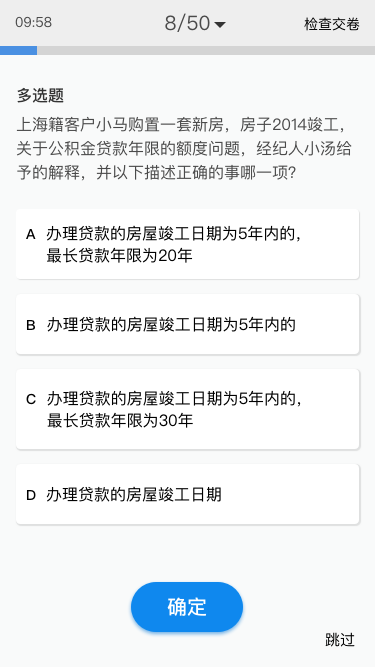 09:58
8/50
检查交卷
多选题
上海籍客户小马购置一套新房，房子2014竣工，
关于公积金贷款年限的额度问题，经纪人小汤给
予的解释，并以下描述正确的事哪一项？
A 办理贷款的房屋竣工日期为5年内的，
最长贷款年限为20年
B 办理贷款的房屋竣工日期为5年内的
C 办理贷款的房屋竣工日期为5年内的，
最长贷款年限为30年
D 办理贷款的房屋竣工日期
确定
跳过